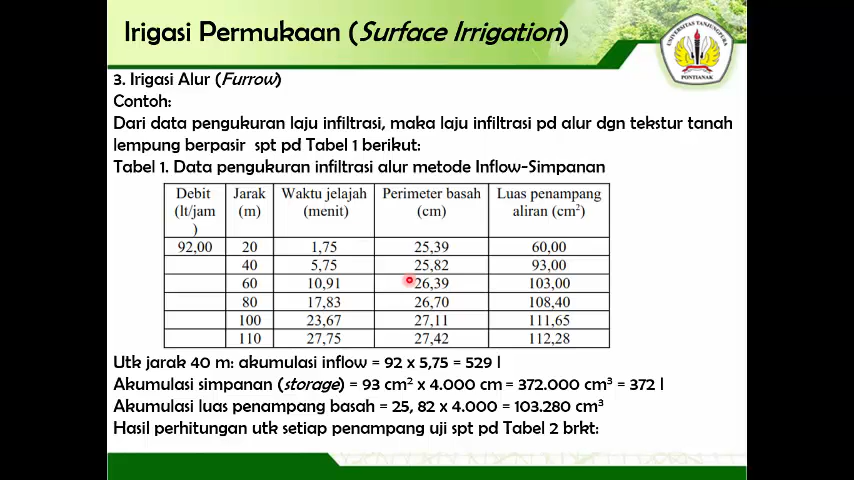 Irigasi Permukaan (Surface Irrigation)
UNIVERSITAS TANJUNGPURA
PONTIANAK
3. Irigasi Alur (Furrow)
Contoh:
Dari data pengukuran laju infiltrasi, maka laju infiltrasi pd alur dgn tekstur tanah
lempung berpasir spt pd Tabel 1 berikut:
Tabel 1. Data pengukuran infiltrasi alur metode Inflow-Simpanan
Debit (lt/jam ) Jarak (m) Waktu jelajah (menit) Perimeter basah (cm) Luas penampang aliran (cm²)
92,00 20 1,75 25,39 60,00
40 5,75 25,82 93,00
60 10,91 26,39 103,00
80 17,83 26,70 108,40
100 23,67 27,11 111,65
110 27,75 27,42 112,28
Utk jarak 40 m: akumulasi inflow = 92 x 5,75 = 529 l
Akumulasi simpanan (storage) = 93 cm² x 4.000 cm = 372.000 cm³ = 372 l
Akumulasi luas penampang basah = 25, 82 x 4.000 = 103.280 cm³
Hasil perhitungan utk setiap penampang uji spt pd Tabel 2 brkt: